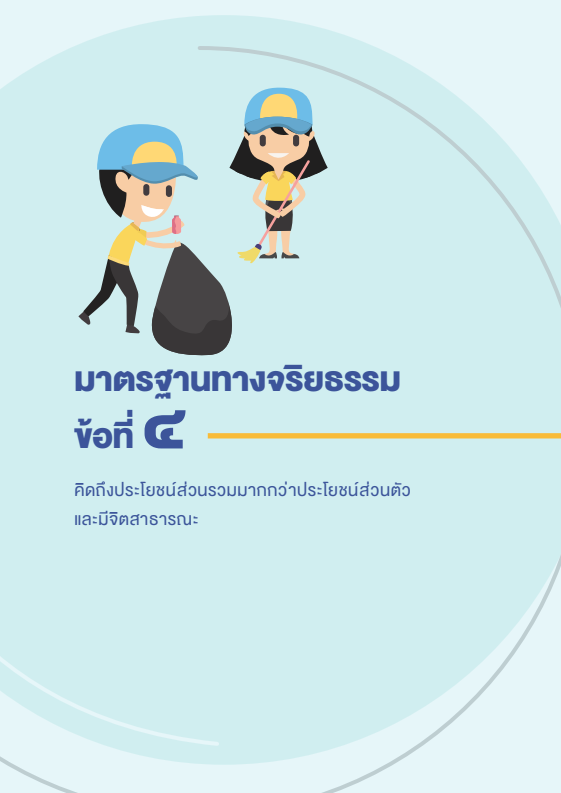 มาตรฐานทางจริยธรรม
ข้อที่ ๔
คิดถึงประโยชน์ส่วนรวมมากกว่าประโยชน์ส่วนตัว
และมีจิตสาธารณะ